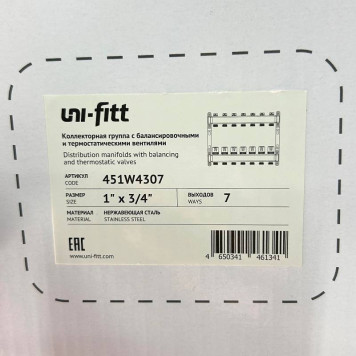 uni-fitt
Коллекторная группа с балансировочными
и термостатическими вентилями
Distribution manifolds with balancing
and thermostatic valves
АРТИКУЛ
CODE
451W4307
РАЗМЕР
SIZE
1" x 3/4"
ВЫХОДОВ
WAYS
7
МАТЕРИАЛ
MATERIAL
НЕРЖАВЕЮЩАЯ СТАЛЬ
STAINLESS STEEL
EAC
www.uni-fitt.com
4 650341 461341